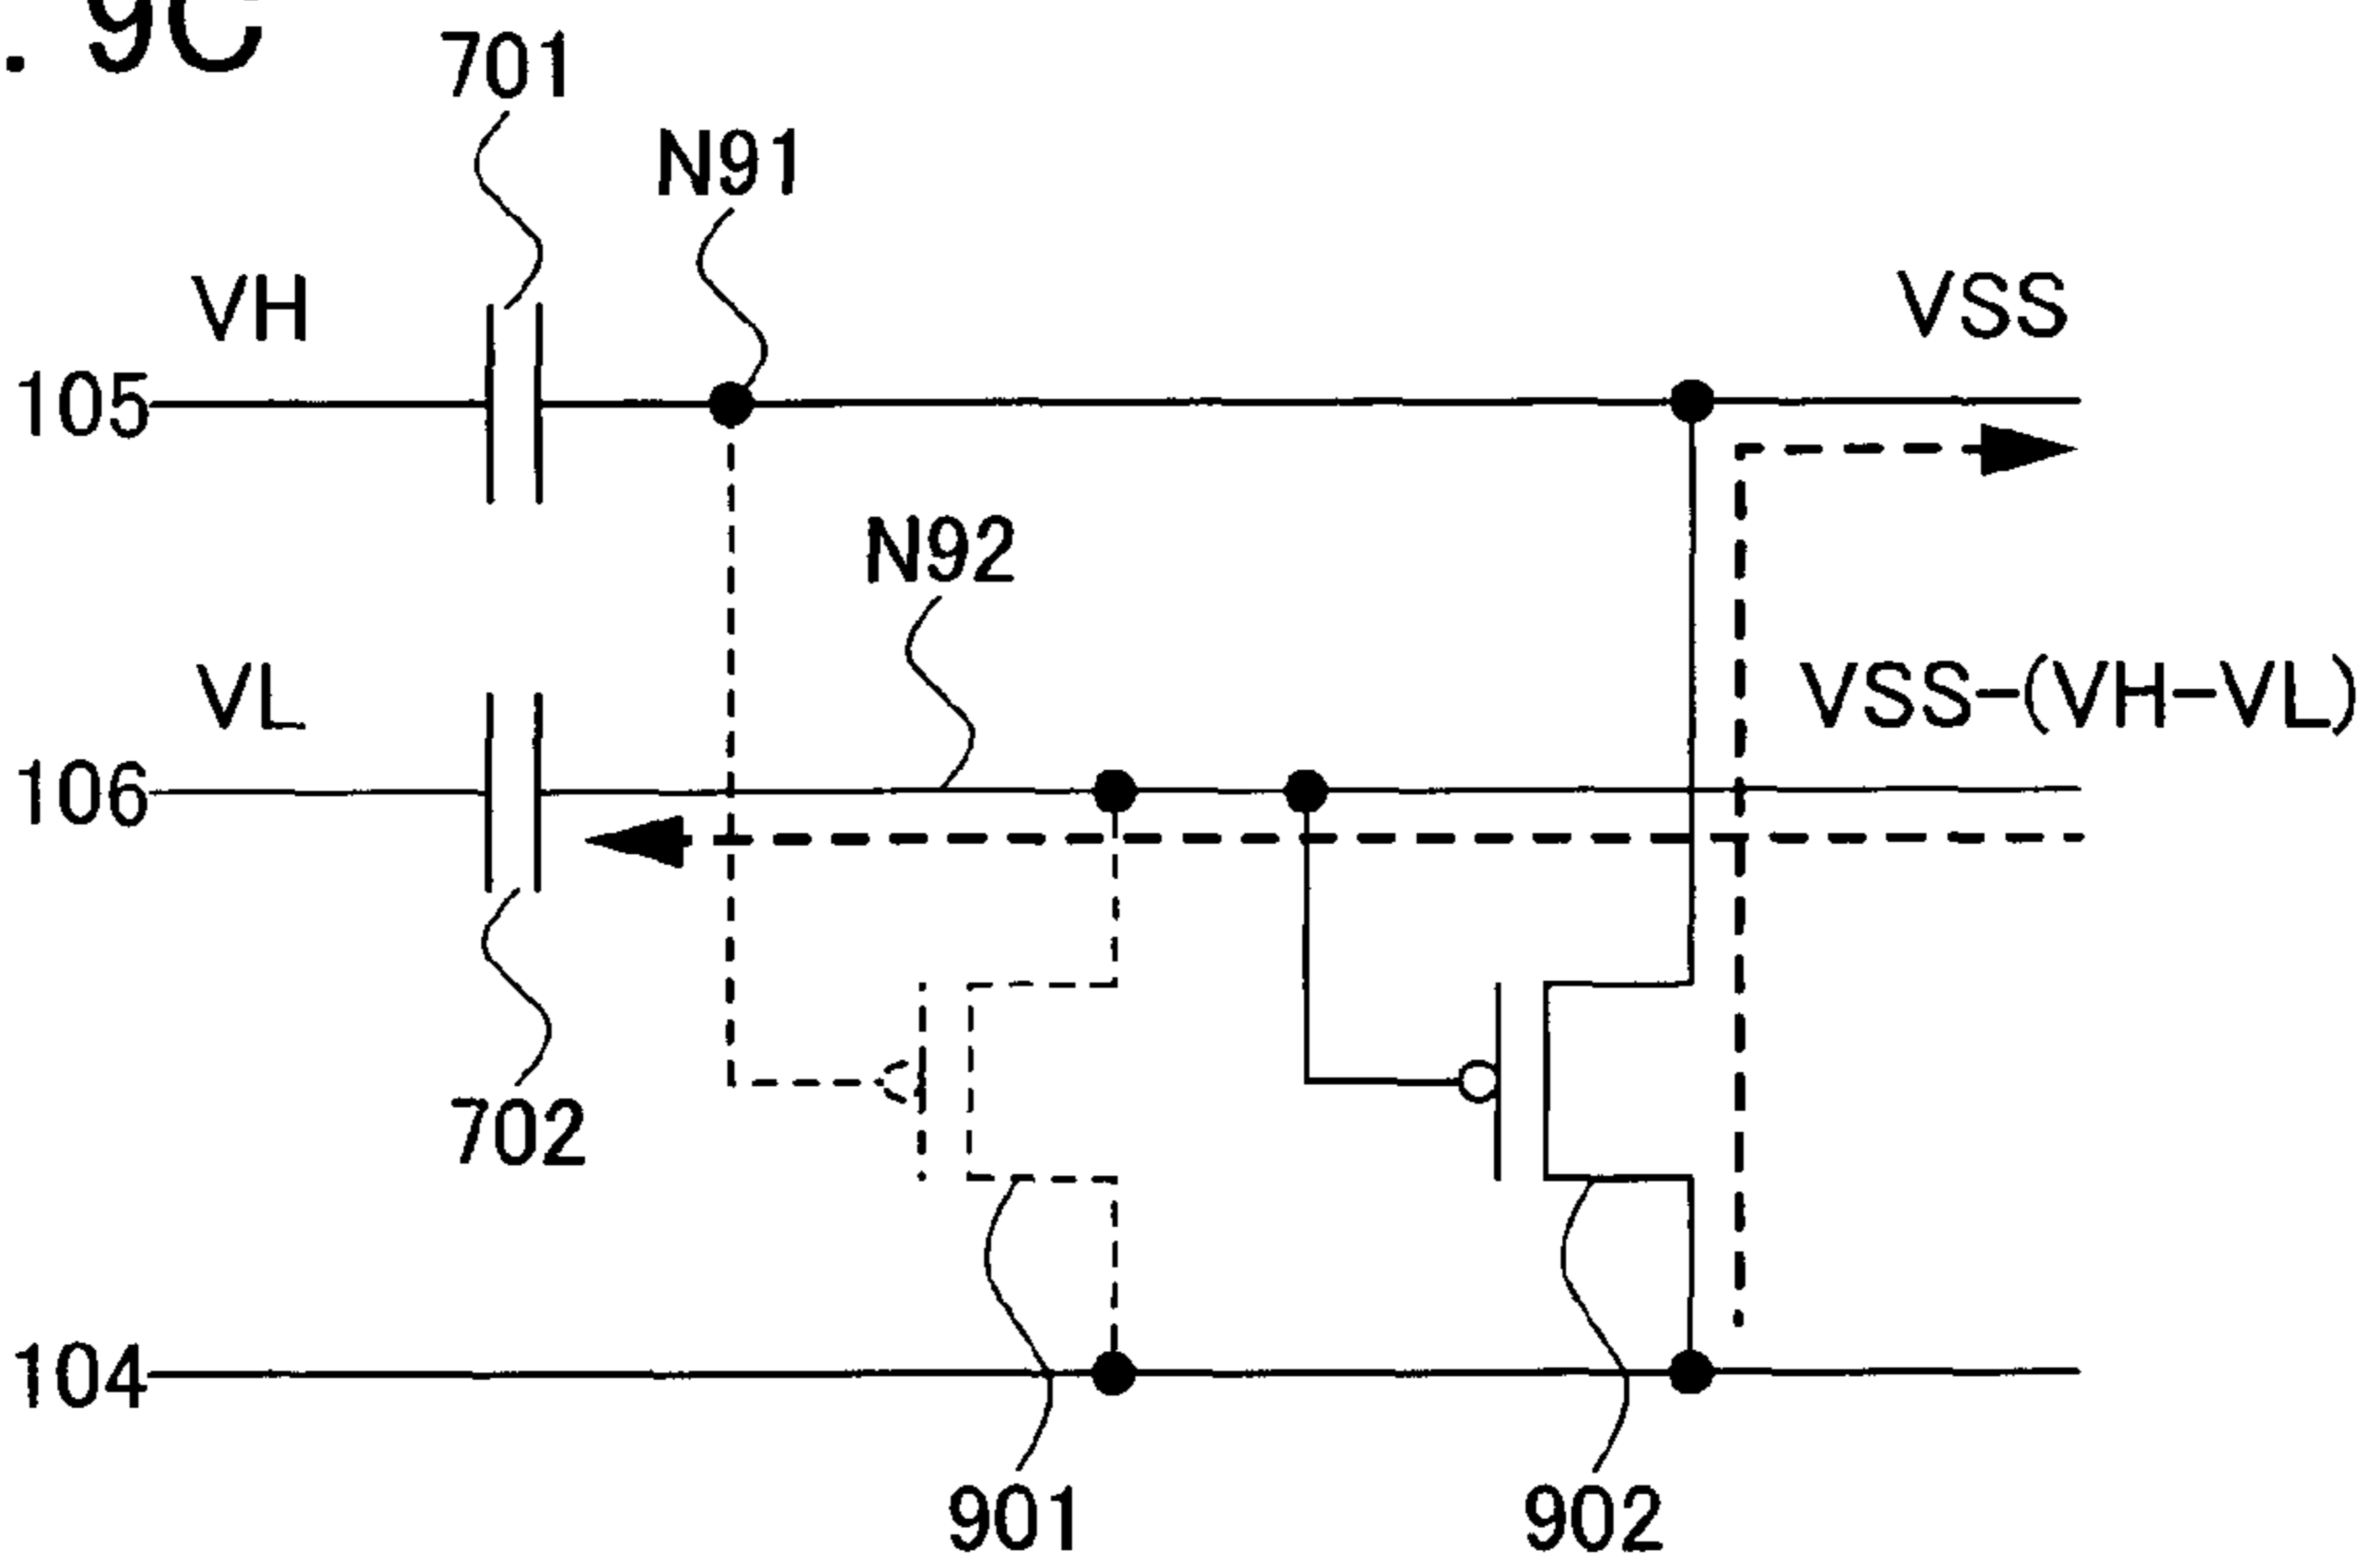 . 9C
701
N91
VH
VSS
105
N92
VL
VSS-(VH-VL)
106
702
104
901
902